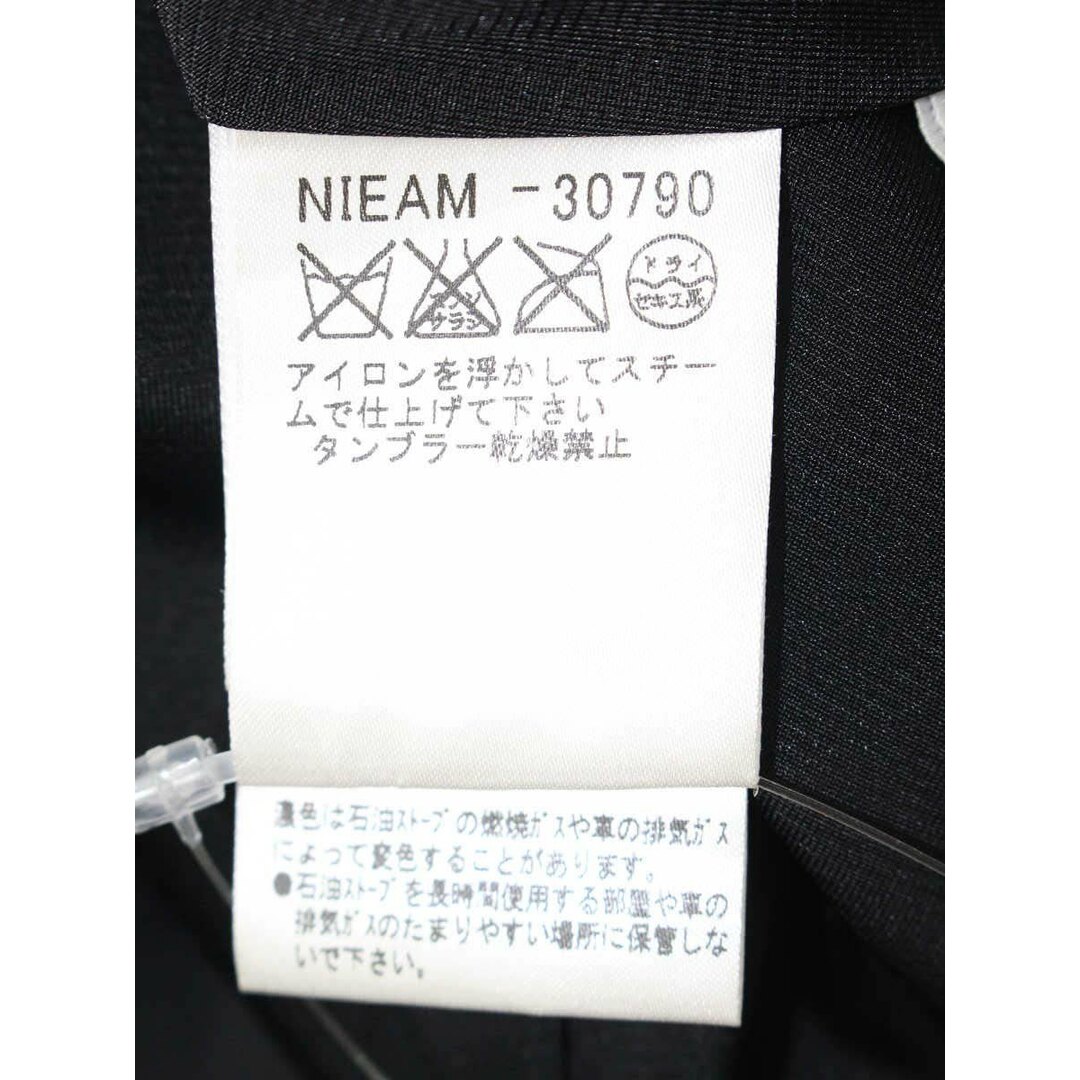 NIEAM -30790
エンソ
サラシ
ドライ
セキユ系
アイロンを浮かしてスチー
ムで仕上げて下さい
タンブラー乾燥禁止
濃色は石油ストーブの燃焼ガスや車の排気ガス
によって変色することがあります。
●石油ストーブを長時間使用する部屋や車の
排気ガスのたまりやすい場所に保管しな
いで下さい。